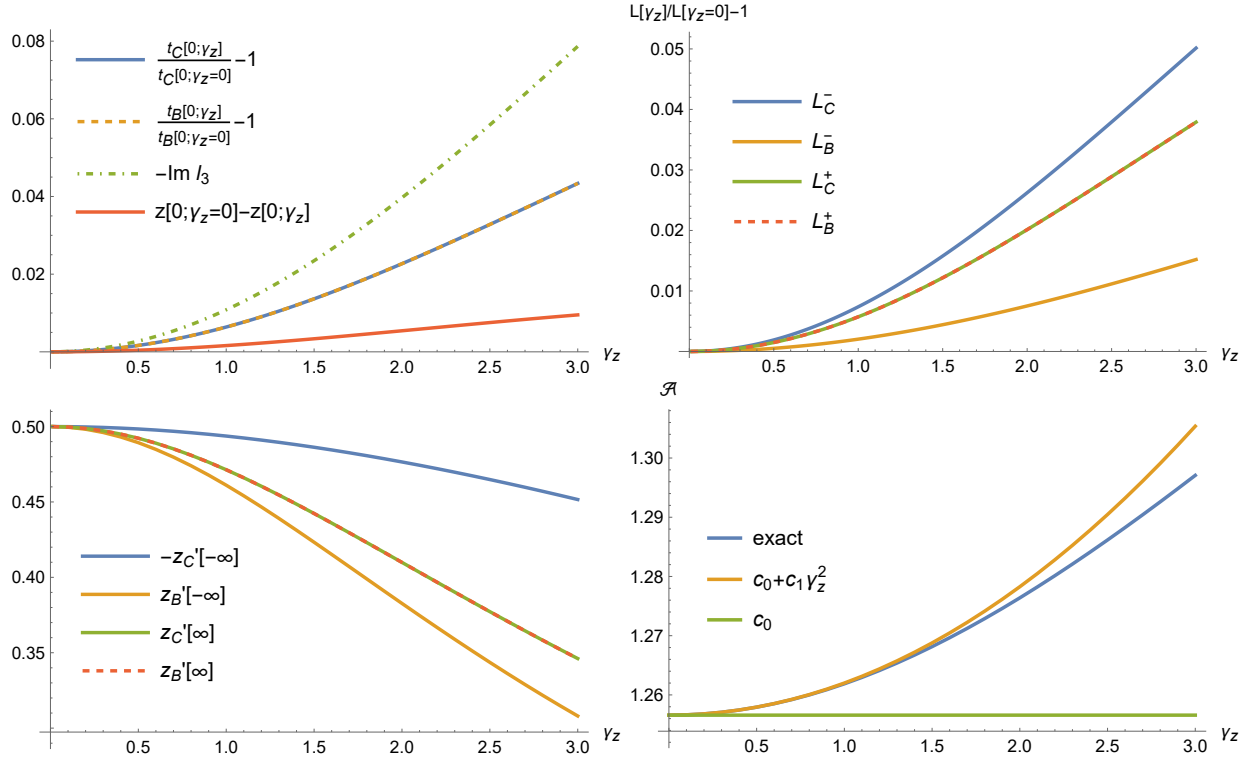 0.08
0.06
0.04
0.02
0.00
t_C[0;γ_z]/t_C[0;γ_z=0]−1
t_B[0;γ_z]/t_B[0;γ_z=0]−1
−Im I_3
z[0;γ_z=0]−z[0;γ_z]
0.5 1.0 1.5 2.0 2.5 3.0 γ_z
L[γ_z]/L[γ_z=0]−1
0.05
0.04
0.03
0.02
0.01
L_C^−
L_B^−
L_C^+
L_B^+
0.5 1.0 1.5 2.0 2.5 3.0 γ_z
0.50
0.45
0.40
0.35
−z_C'[−∞]
z_B'[−∞]
z_C'[∞]
z_B'[∞]
0.5 1.0 1.5 2.0 2.5 3.0 γ_z
𝒜
1.30
1.29
1.28
1.27
1.26
exact
c_0+c_1γ_z^2
c_0
0.5 1.0 1.5 2.0 2.5 3.0 γ_z